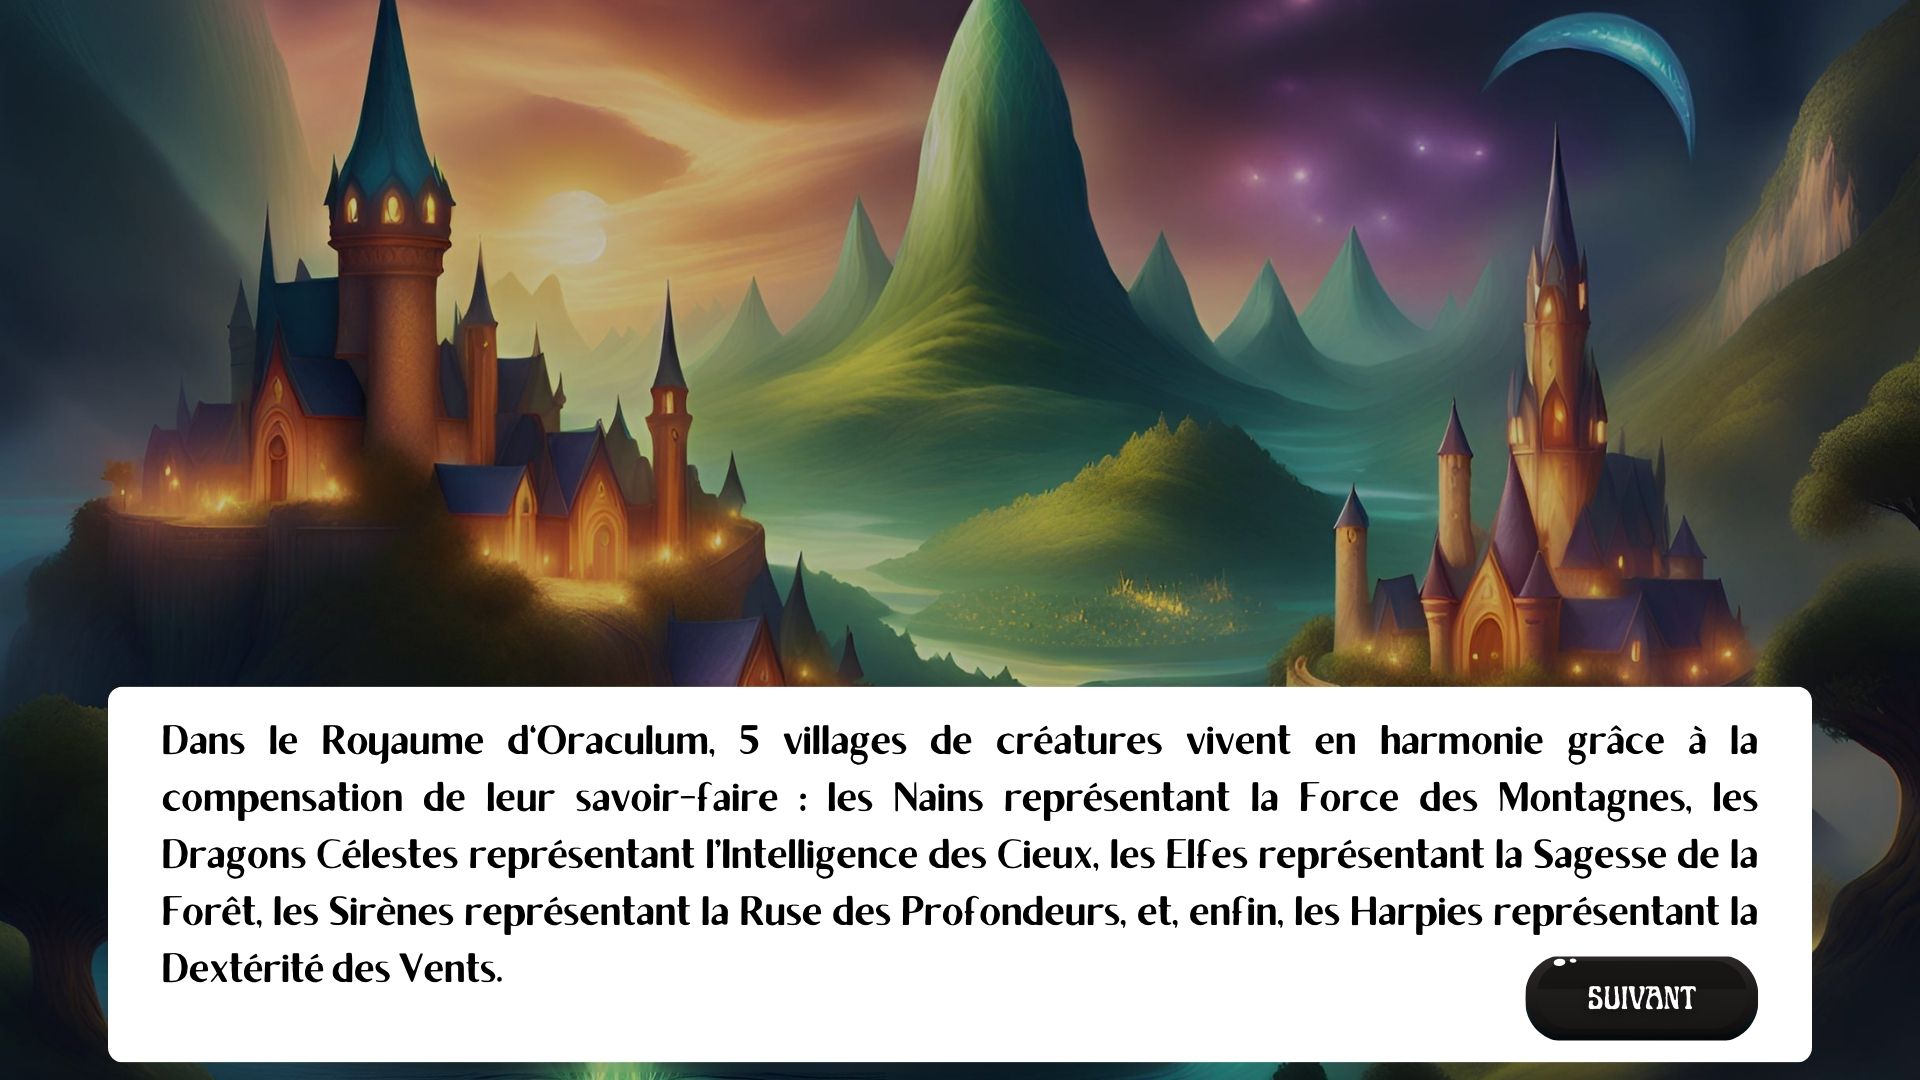 Dans le Royaume d‘Oraculum, 5 villages de créatures vivent en harmonie grâce à la
compensation de leur savoir-faire : les Nains représentant la Force des Montagnes, les
Dragons Célestes représentant l’Intelligence des Cieux, les Elfes représentant la Sagesse de la
Forêt, les Sirènes représentant la Ruse des Profondeurs, et, enfin, les Harpies représentant la
Dextérité des Vents.
SUIVANT